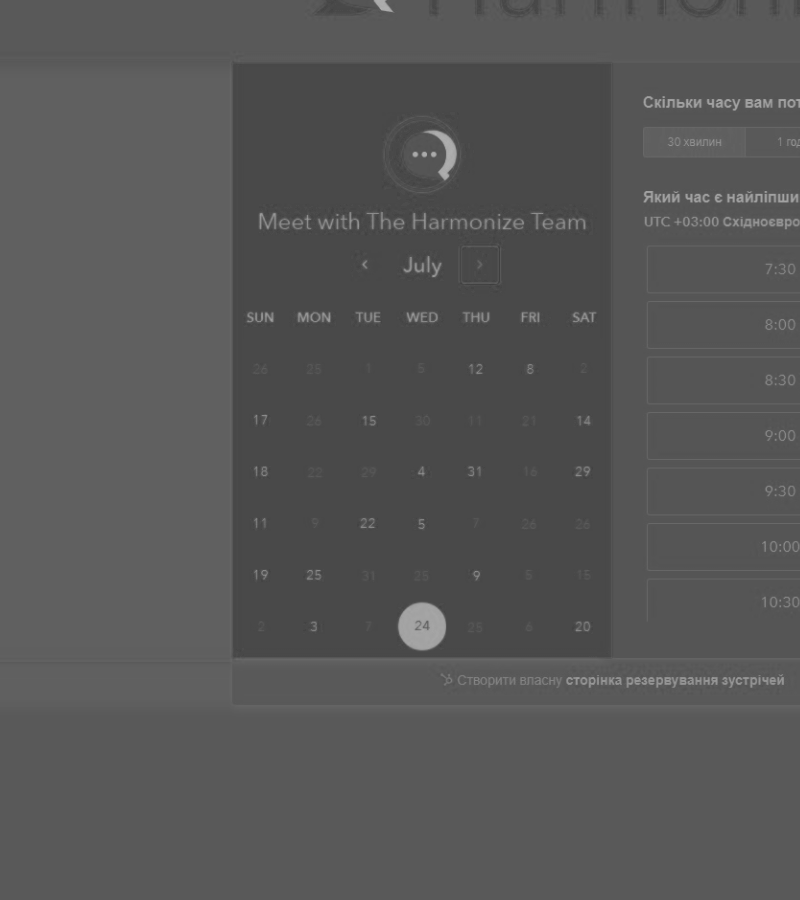 Harmoni
Meet with The Harmonize Team
July
SUN MON TUE WED THU FRI SAT
26 25 1 5 12 8 2
17 26 15 30 11 21 14
18 22 29 4 31 16 29
11 9 22 5 7 26 26
19 25 31 25 9 5 15
2 3 7 24 25 6 20
Скільки часу вам пот
30 хвилин 1 год
Який час є найліпши
UTC +03:00 Східноєвро
7:30
8:00
8:30
9:00
9:30
10:00
10:30
Створити власну сторінка резервування зустрічей